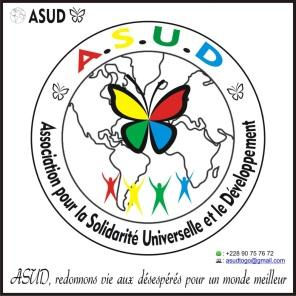 ASUD
A.S.U.D
Association pour la Solidarité Universelle et le Développement
: +228 90 75 76 72
: asudtogo@gmail.com
ASUD, redonnons vie aux désespérés pour un monde meilleur